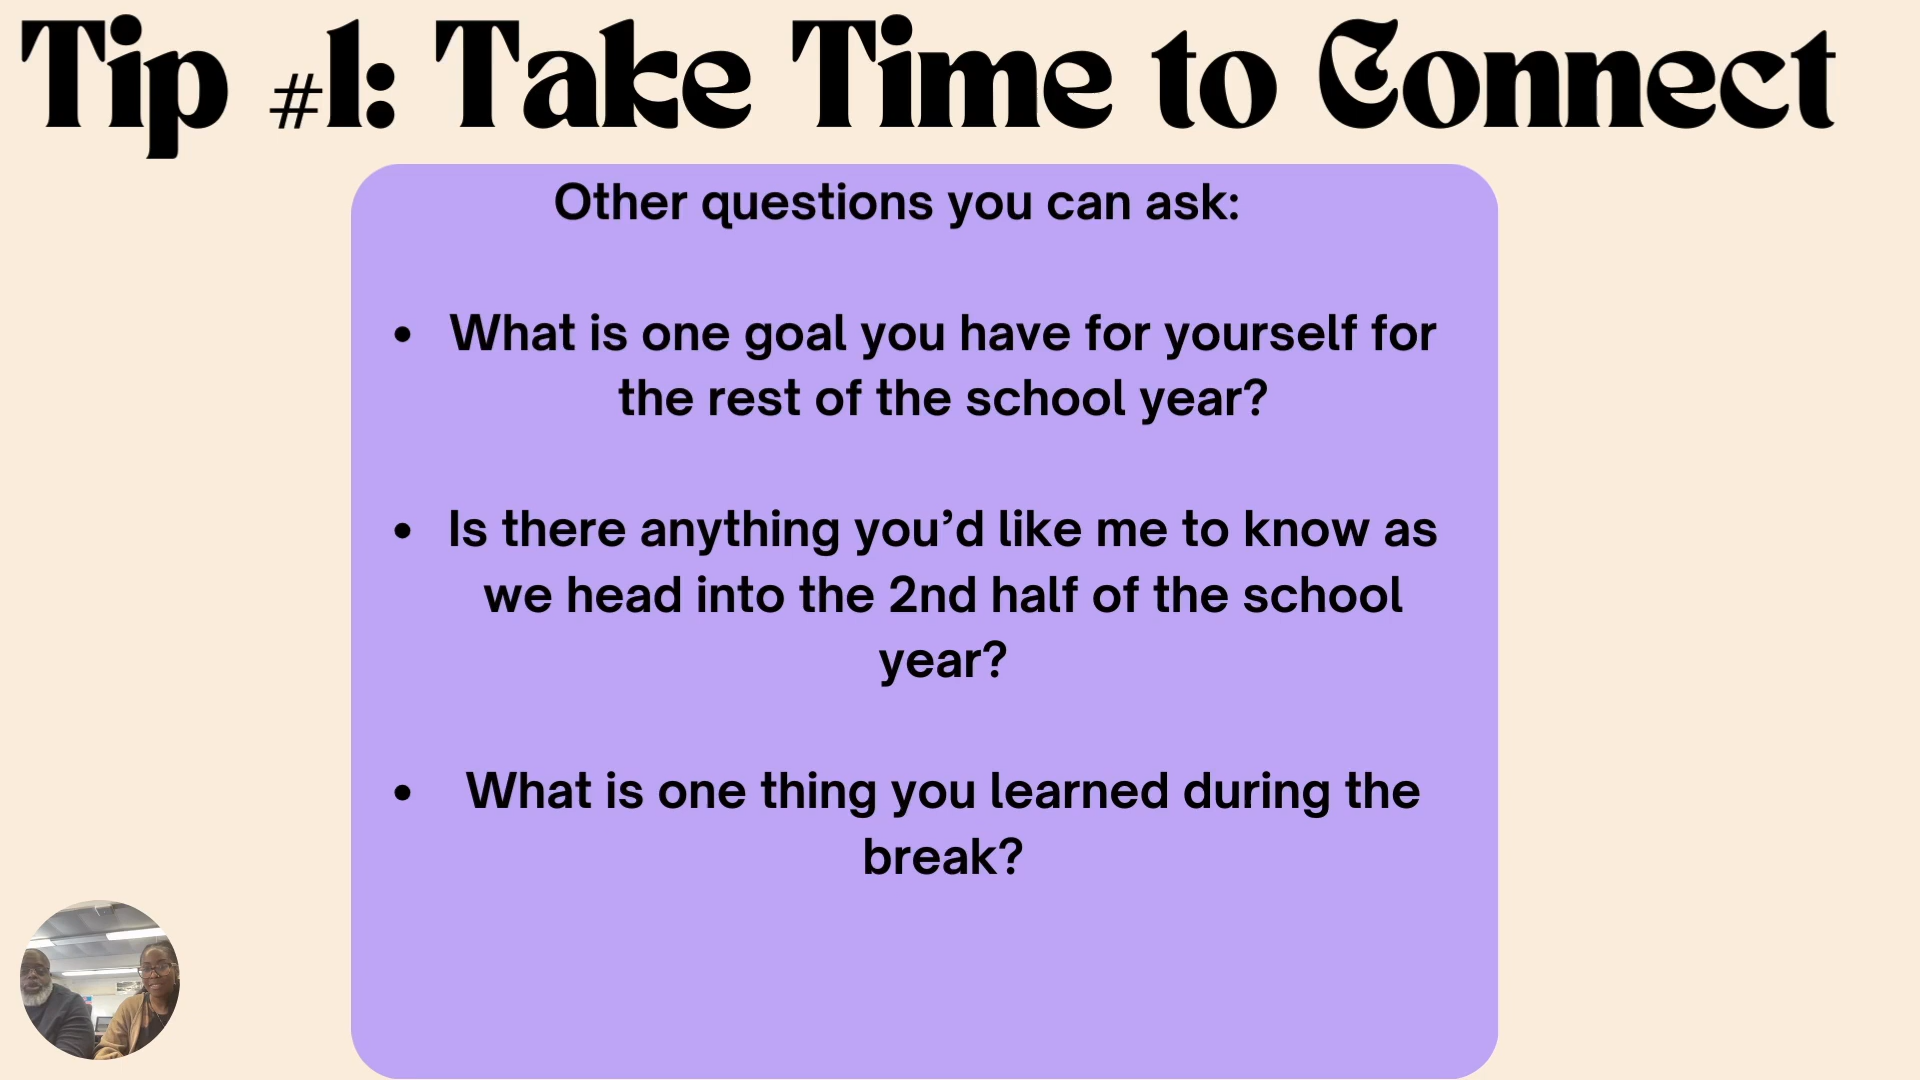 Tip #1: Take Time to Connect
Other questions you can ask:
• What is one goal you have for yourself for
the rest of the school year?
• Is there anything you’d like me to know as
we head into the 2nd half of the school
year?
• What is one thing you learned during the
break?